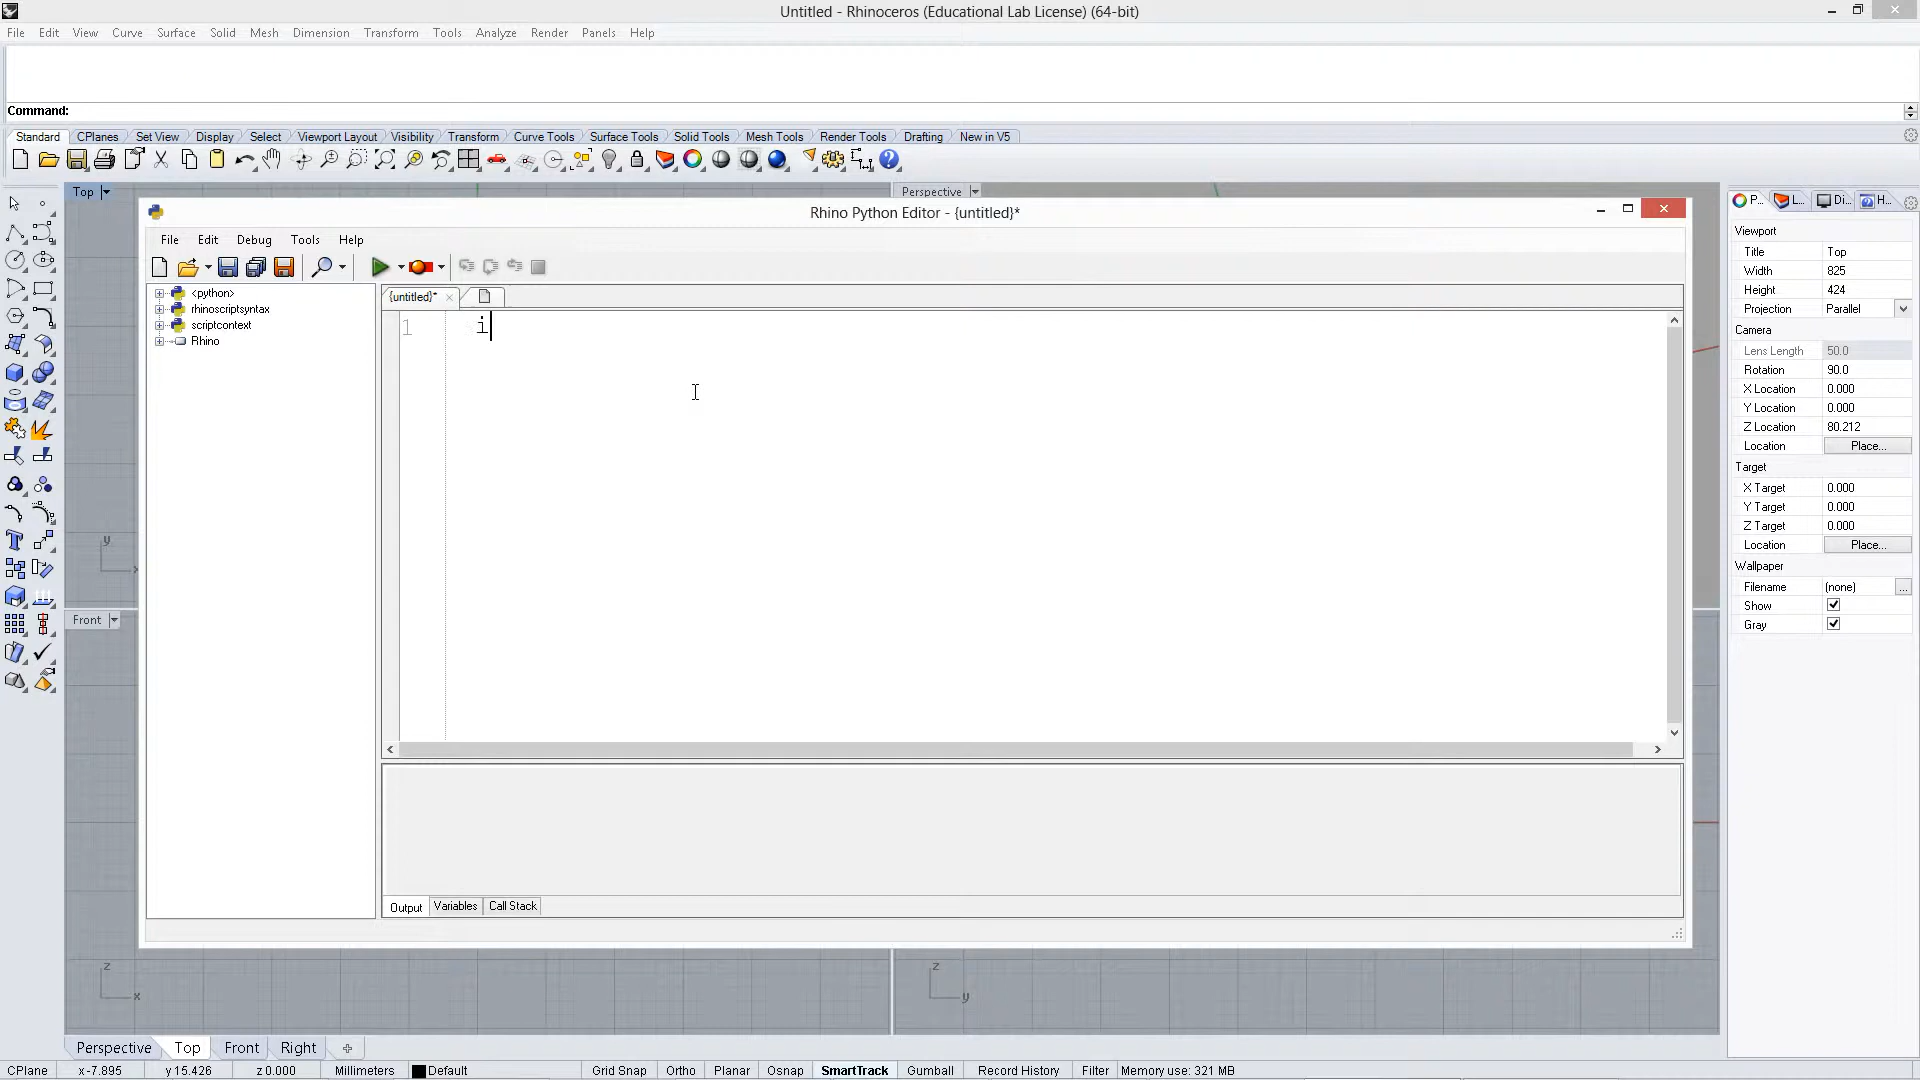 Untitled - Rhinoceros (Educational Lab License) (64-bit)
File Edit View Curve Surface Solid Mesh Dimension Transform Tools Analyze Render Panels Help
Command:
Standard CPlanes Set View Display Select Viewport Layout Visibility Transform Curve Tools Surface Tools Solid Tools Mesh Tools Render Tools Drafting New in V5
Top
Perspective
P... L... Di... H...
Rhino Python Editor - {untitled}*
File Edit Debug Tools Help
<python>
rhinoscriptsyntax
scriptcontext
Rhino
{untitled}*
1 i
Output Variables Call Stack
Viewport
Title Top
Width 825
Height 424
Projection Parallel
Camera
Lens Length 50.0
Rotation 90.0
X Location 0.000
Y Location 0.000
Z Location 80.212
Location Place...
Target
X Target 0.000
Y Target 0.000
Z Target 0.000
Location Place...
Wallpaper
Filename (none) ...
Show
Gray
y
x
Front
z
x
z
y
Perspective Top Front Right
CPlane x -7.895 y 15.426 z 0.000 Millimeters Default Grid Snap Ortho Planar Osnap SmartTrack Gumball Record History Filter Memory use: 321 MB